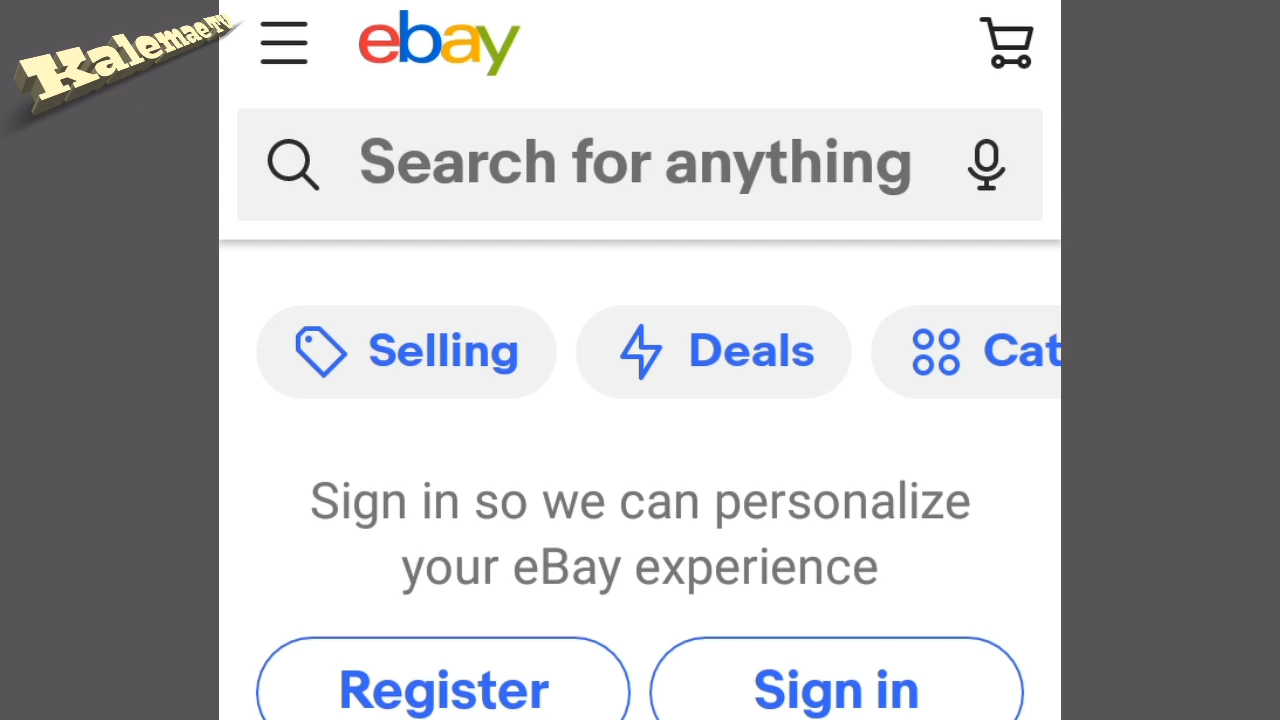 KalemaeTV
ebay
Search for anything
Selling
Deals
Cat
Sign in so we can personalize
your eBay experience
Register
Sign in